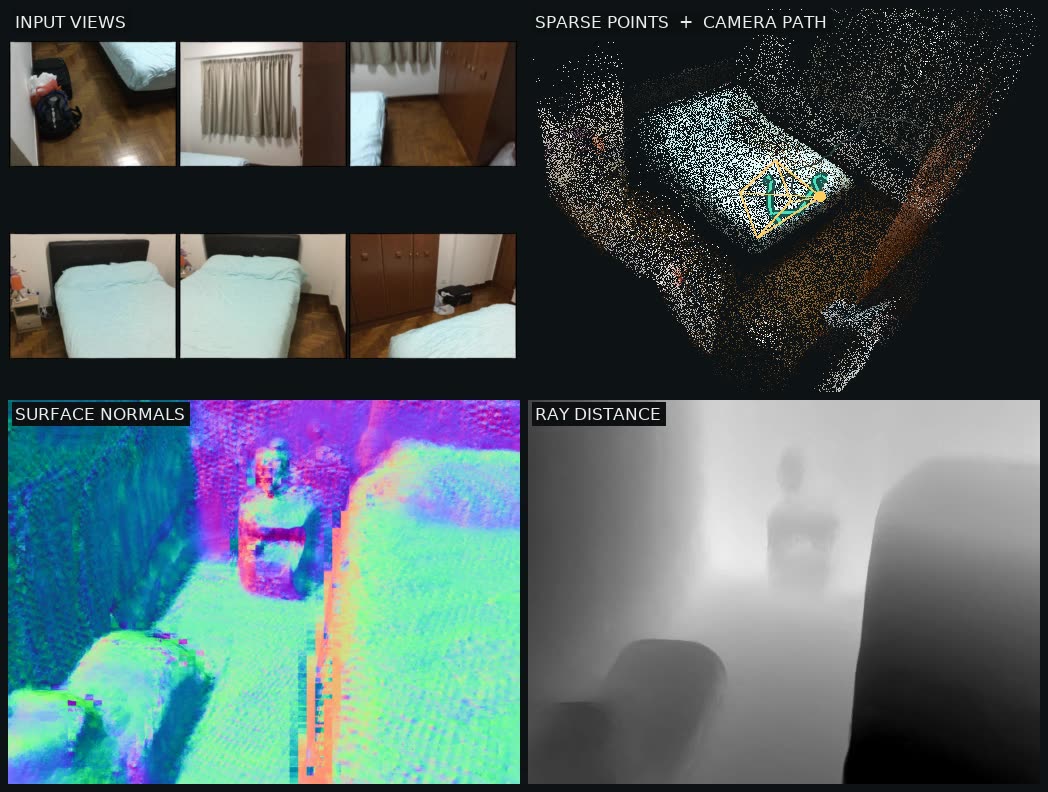 INPUT VIEWS
SPARSE POINTS + CAMERA PATH
SURFACE NORMALS
RAY DISTANCE